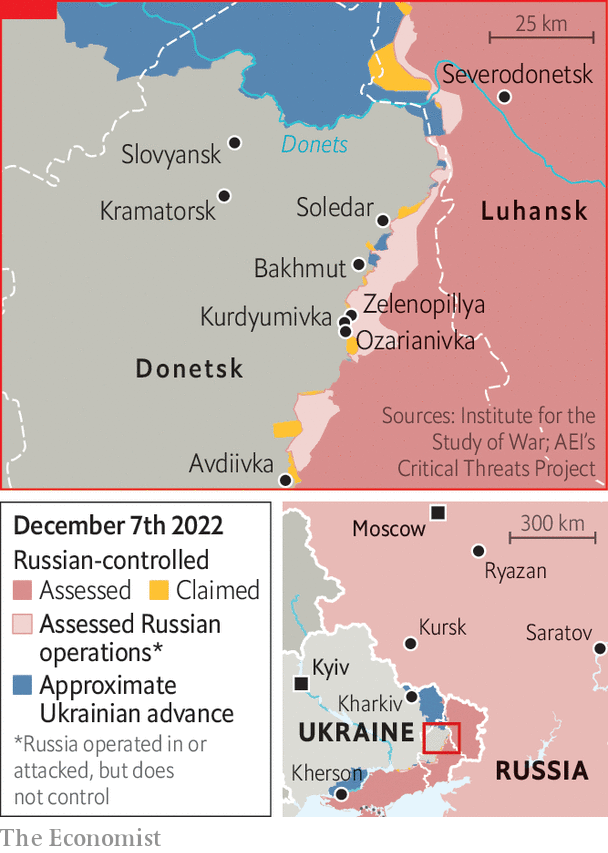 25 km
Severodonetsk
Donets
Slovyansk
Kramatorsk
Soledar
Luhansk
Bakhmut
Zelenopillya
Kurdyumivka
Ozarianivka
Donetsk
Sources: Institute for the
Study of War; AEI’s
Critical Threats Project
Avdiivka
December 7th 2022
Russian-controlled
Assessed
Claimed
Assessed Russian
operations*
Approximate
Ukrainian advance
*Russia operated in or
attacked, but does
not control
300 km
Moscow
Ryazan
Kursk
Saratov
Kyiv
Kharkiv
UKRAINE
RUSSIA
Kherson
The Economist